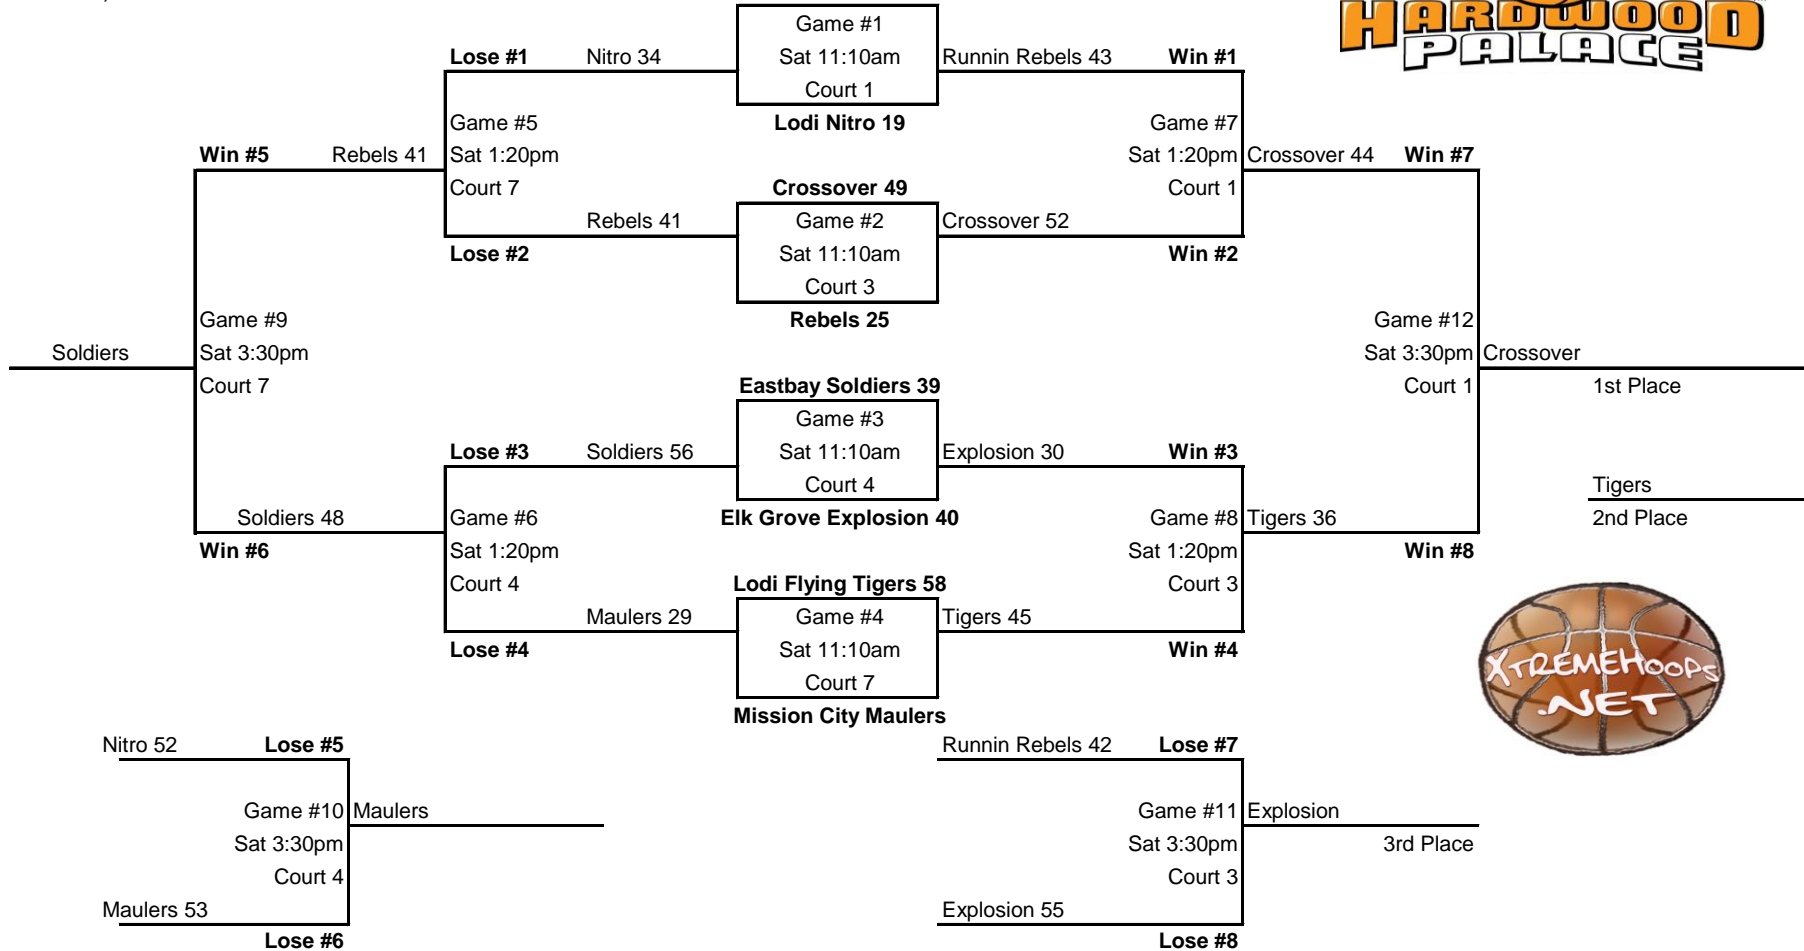 HARDWOOD
PALACE
Game #1
Lose #1 Nitro 34 Sat 11:10am Runnin Rebels 43 Win #1
Court 1
Game #5 Lodi Nitro 19 Game #7
Win #5 Rebels 41 Sat 1:20pm Sat 1:20pm Crossover 44 Win #7
Court 7 Crossover 49 Court 1
Rebels 41 Game #2 Crossover 52
Lose #2 Sat 11:10am Win #2
Court 3
Game #9 Rebels 25 Game #12
Soldiers Sat 3:30pm Sat 3:30pm Crossover
Court 7 Eastbay Soldiers 39 Court 1 1st Place
Game #3
Lose #3 Soldiers 56 Sat 11:10am Explosion 30 Win #3
Court 4 Tigers
Soldiers 48 Game #6 Elk Grove Explosion 40 Game #8 Tigers 36 2nd Place
Win #6 Sat 1:20pm Sat 1:20pm Win #8
Court 4 Lodi Flying Tigers 58 Court 3
Maulers 29 Game #4 Tigers 45
Lose #4 Sat 11:10am Win #4
Court 7
XTREMEHOOPS
.NET
Mission City Maulers
Nitro 52 Lose #5 Runnin Rebels 42 Lose #7
Game #10 Maulers Game #11 Explosion
Sat 3:30pm Sat 3:30pm 3rd Place
Court 4 Court 3
Maulers 53 Explosion 55
Lose #6 Lose #8